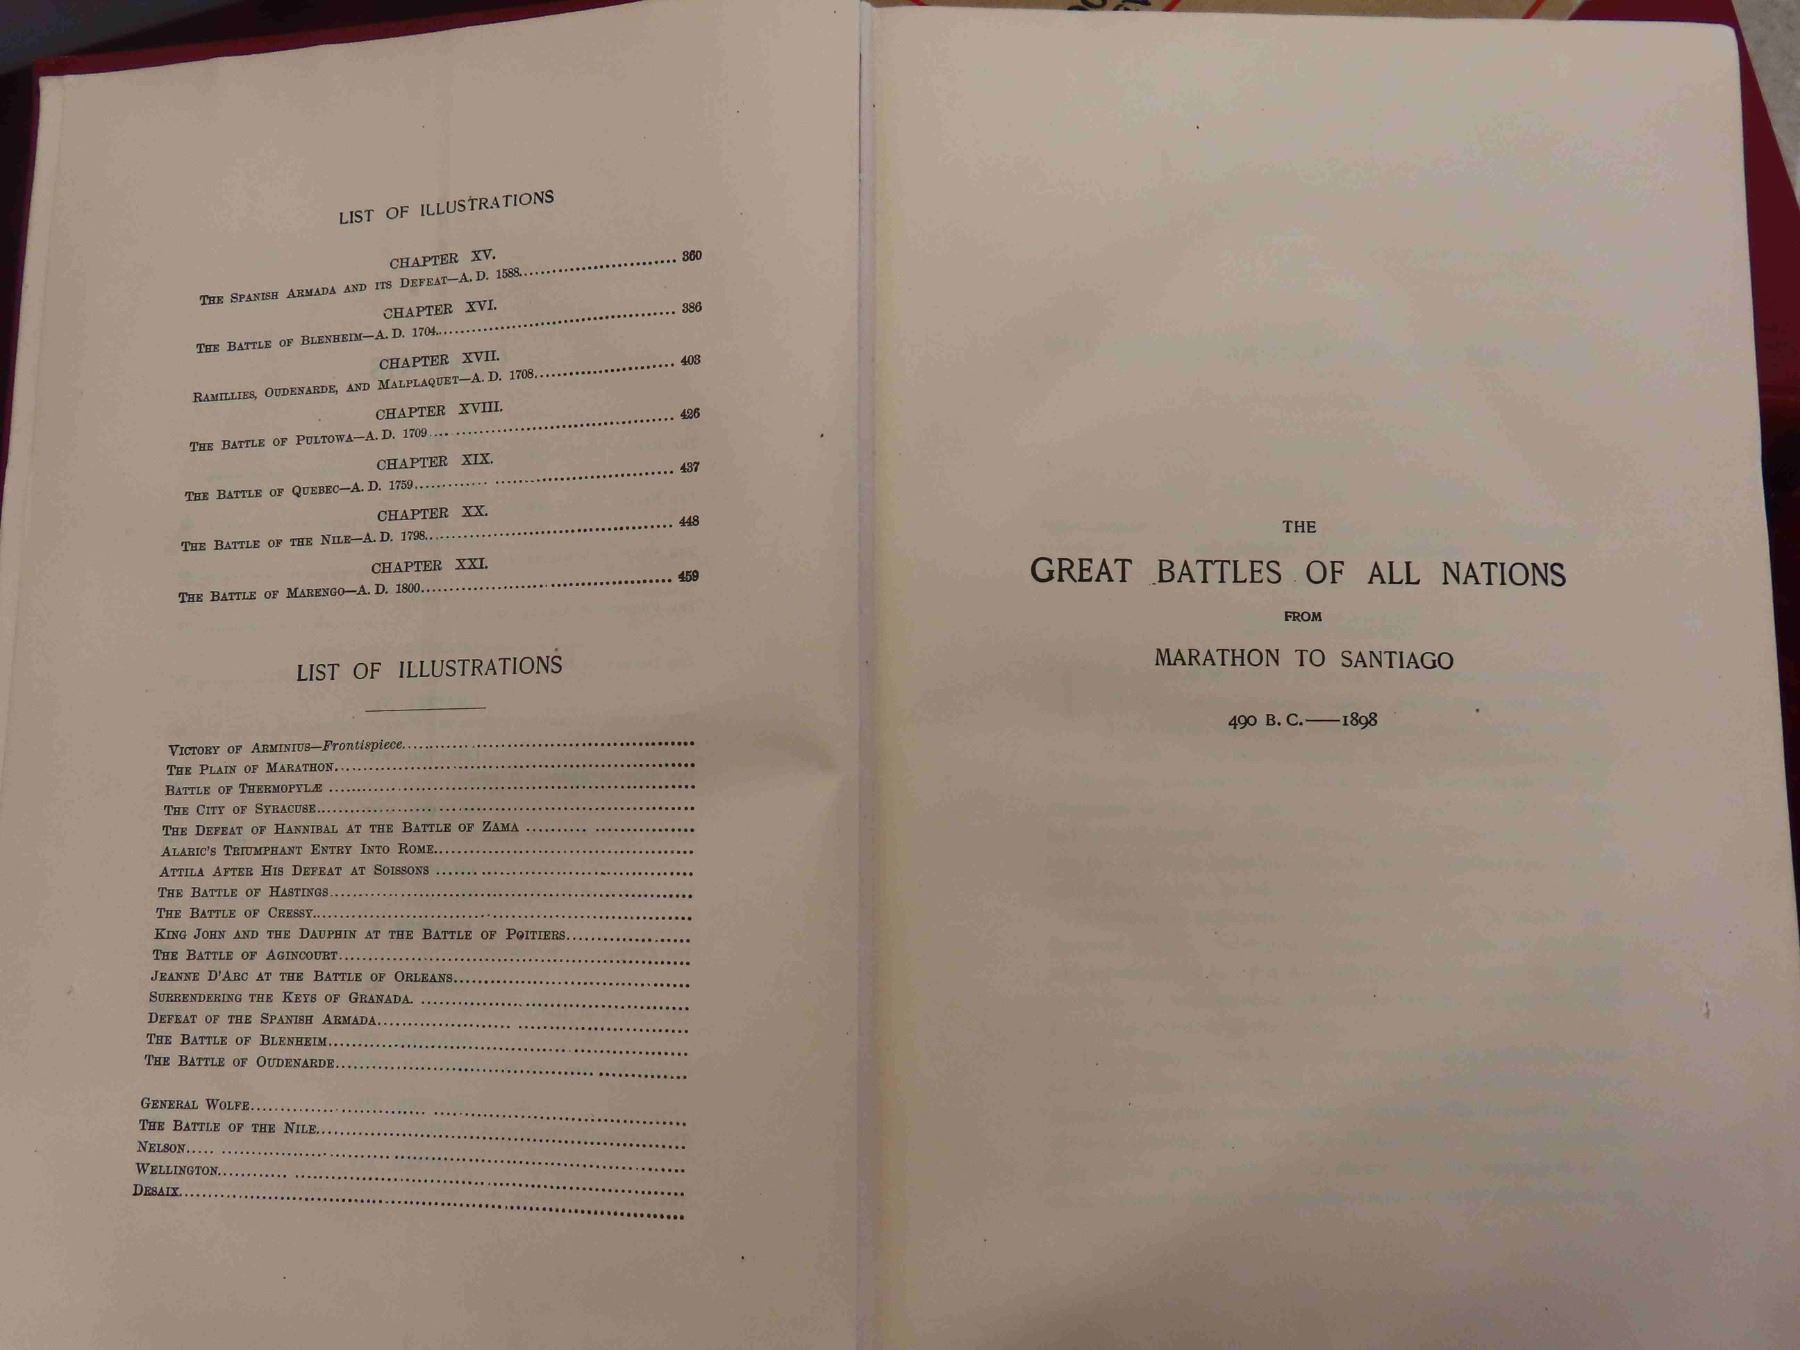 LIST OF ILLUSTRATIONS
CHAPTER XV.
THE SPANISH ARMADA AND ITS DEFEAT—A. D. 1588........................ 360
CHAPTER XVI.
THE BATTLE OF BLENHEIM—A. D. 1704........................ 386
CHAPTER XVII.
RAMILLIES, OUDENARDE, AND MALPLAQUET—A. D. 1708........................ 403
CHAPTER XVIII.
THE BATTLE OF PULTOWA—A. D. 1709........................ 426
CHAPTER XIX.
THE BATTLE OF QUEBEC—A. D. 1759........................ 437
CHAPTER XX.
THE BATTLE OF THE NILE—A. D. 1798........................ 448
CHAPTER XXI.
THE BATTLE OF MARENGO—A. D. 1800........................ 459
LIST OF ILLUSTRATIONS
VICTORY OF ARMINIUS—Frontispiece........................
THE PLAIN OF MARATHON........................
BATTLE OF THERMOPYLÆ ........................
THE CITY OF SYRACUSE........................
THE DEFEAT OF HANNIBAL AT THE BATTLE OF ZAMA ........................
ALARIC'S TRIUMPHANT ENTRY INTO ROME........................
ATTILA AFTER HIS DEFEAT AT SOISSONS ........................
THE BATTLE OF HASTINGS........................
THE BATTLE OF CRESSY........................
KING JOHN AND THE DAUPHIN AT THE BATTLE OF POITIERS........................
THE BATTLE OF AGINCOURT........................
JEANNE D'ARC AT THE BATTLE OF ORLEANS........................
SURRENDERING THE KEYS OF GRANADA. ........................
DEFEAT OF THE SPANISH ARMADA........................
THE BATTLE OF BLENHEIM........................
THE BATTLE OF OUDENARDE........................
GENERAL WOLFE........................
THE BATTLE OF THE NILE........................
NELSON........................
WELLINGTON........................
DESAIX........................
THE
GREAT BATTLES OF ALL NATIONS
FROM
MARATHON TO SANTIAGO
490 B. C.——1898